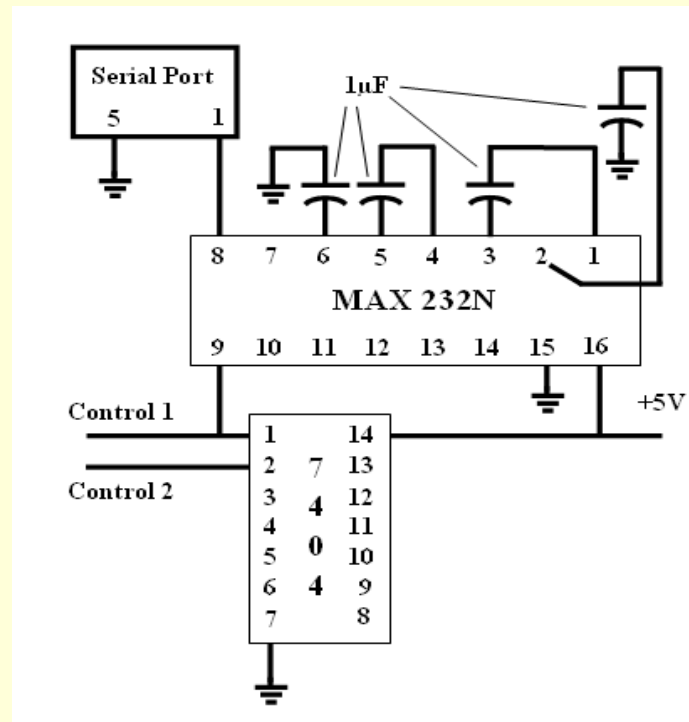 Serial Port
5 1
1µF
8 7 6 5 4 3 2 1
MAX 232N
9 10 11 12 13 14 15 16
Control 1
+5V
Control 2
1 14
2 7 13
3 12
4 4 11
5 0 10
6 4 9
7 8